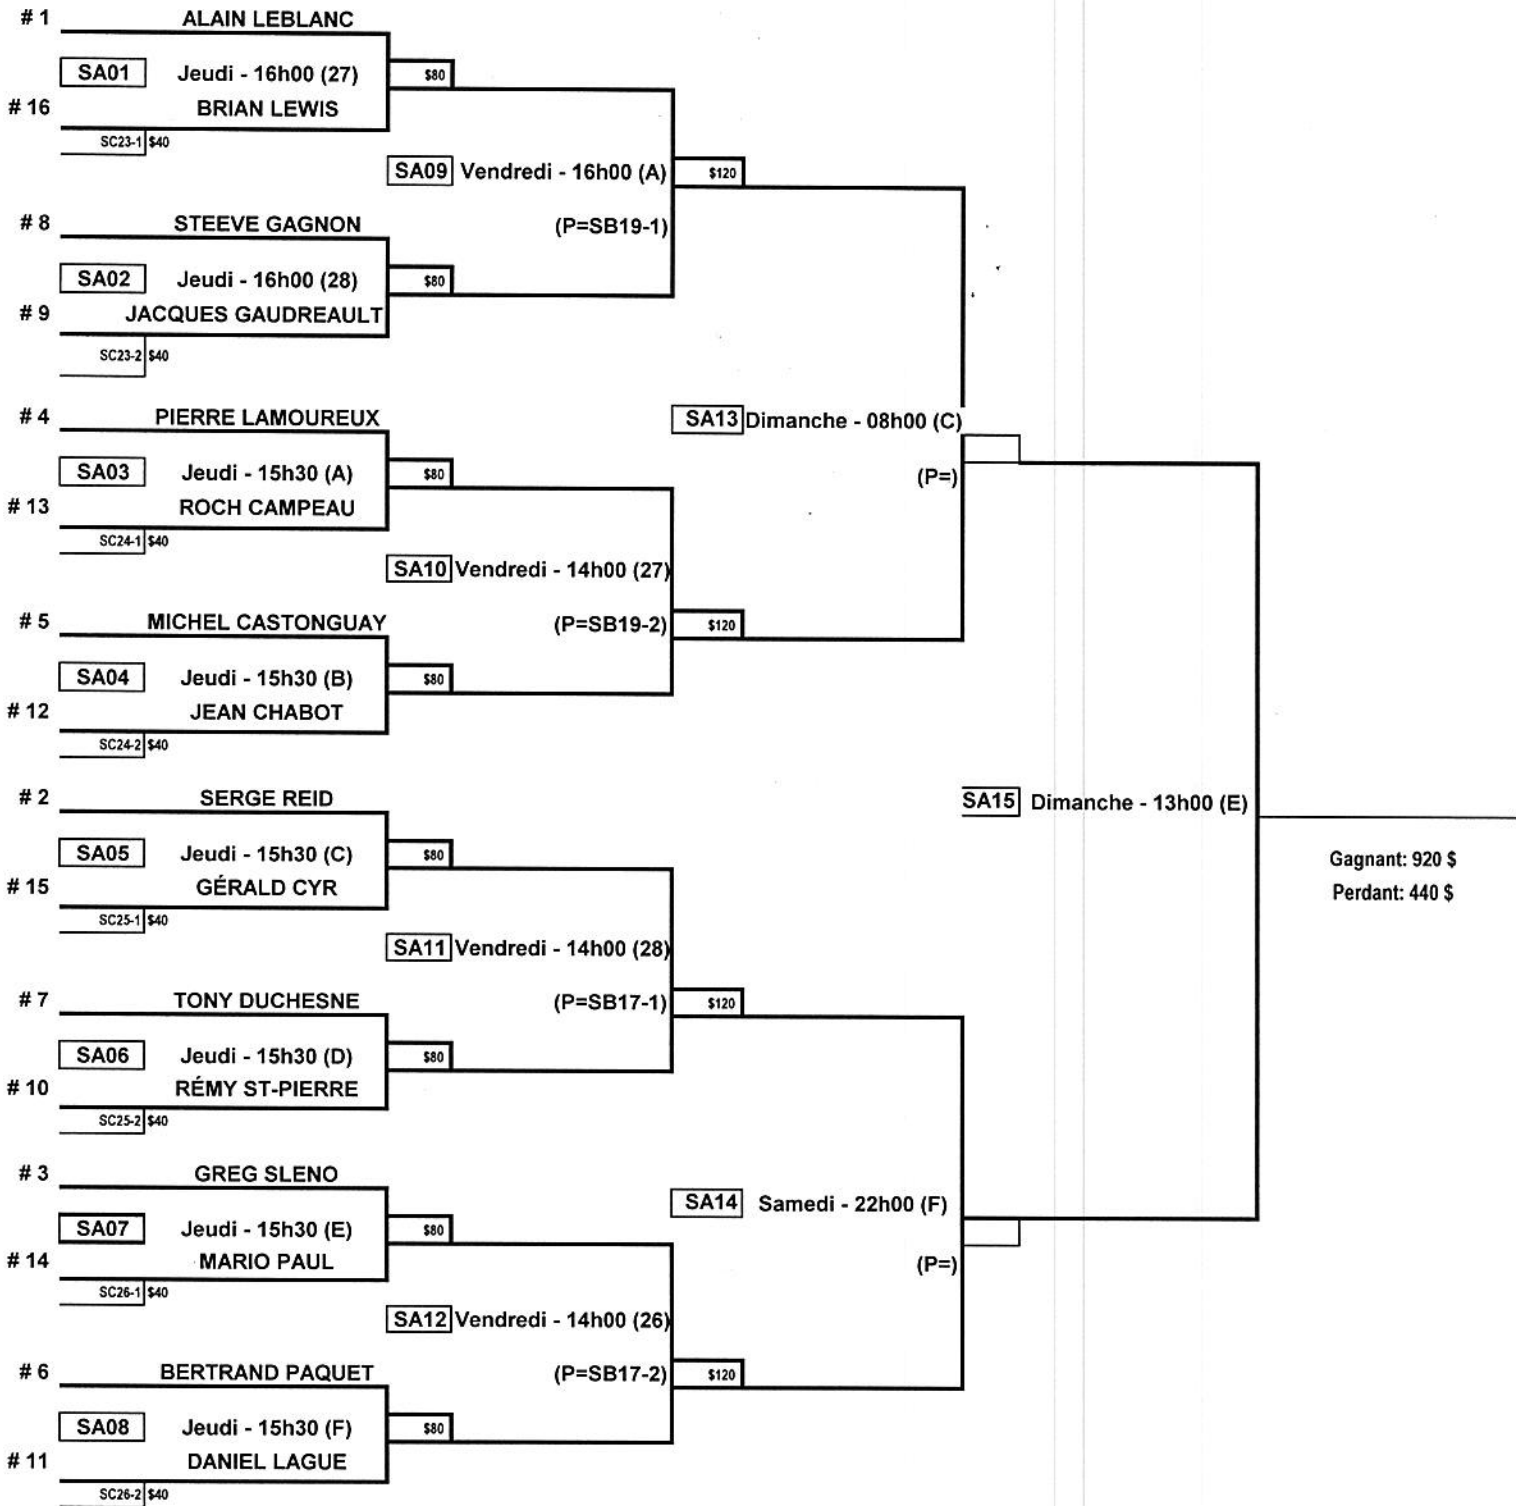 # 1 ALAIN LEBLANC
SA01 Jeudi - 16h00 (27) $80
# 16 BRIAN LEWIS
SC23-1 $40
SA09 Vendredi - 16h00 (A) $120
# 8 STEEVE GAGNON (P=SB19-1)
SA02 Jeudi - 16h00 (28) $80
# 9 JACQUES GAUDREAULT
SC23-2 $40
# 4 PIERRE LAMOUREUX
SA13 Dimanche - 08h00 (C)
SA03 Jeudi - 15h30 (A) $80
(P=)
# 13 ROCH CAMPEAU
SC24-1 $40
SA10 Vendredi - 14h00 (27)
# 5 MICHEL CASTONGUAY (P=SB19-2) $120
SA04 Jeudi - 15h30 (B) $80
# 12 JEAN CHABOT
SC24-2 $40
# 2 SERGE REID
SA15 Dimanche - 13h00 (E)
SA05 Jeudi - 15h30 (C) $80
Gagnant: 920 $
# 15 GÉRALD CYR
Perdant: 440 $
SC25-1 $40
SA11 Vendredi - 14h00 (28)
# 7 TONY DUCHESNE (P=SB17-1) $120
SA06 Jeudi - 15h30 (D) $80
# 10 RÉMY ST-PIERRE
SC25-2 $40
# 3 GREG SLENO
SA14 Samedi - 22h00 (F)
SA07 Jeudi - 15h30 (E) $80
# 14 MARIO PAUL (P=)
SC26-1 $40
SA12 Vendredi - 14h00 (26)
# 6 BERTRAND PAQUET (P=SB17-2) $120
SA08 Jeudi - 15h30 (F) $80
# 11 DANIEL LAGUE
SC26-2 $40